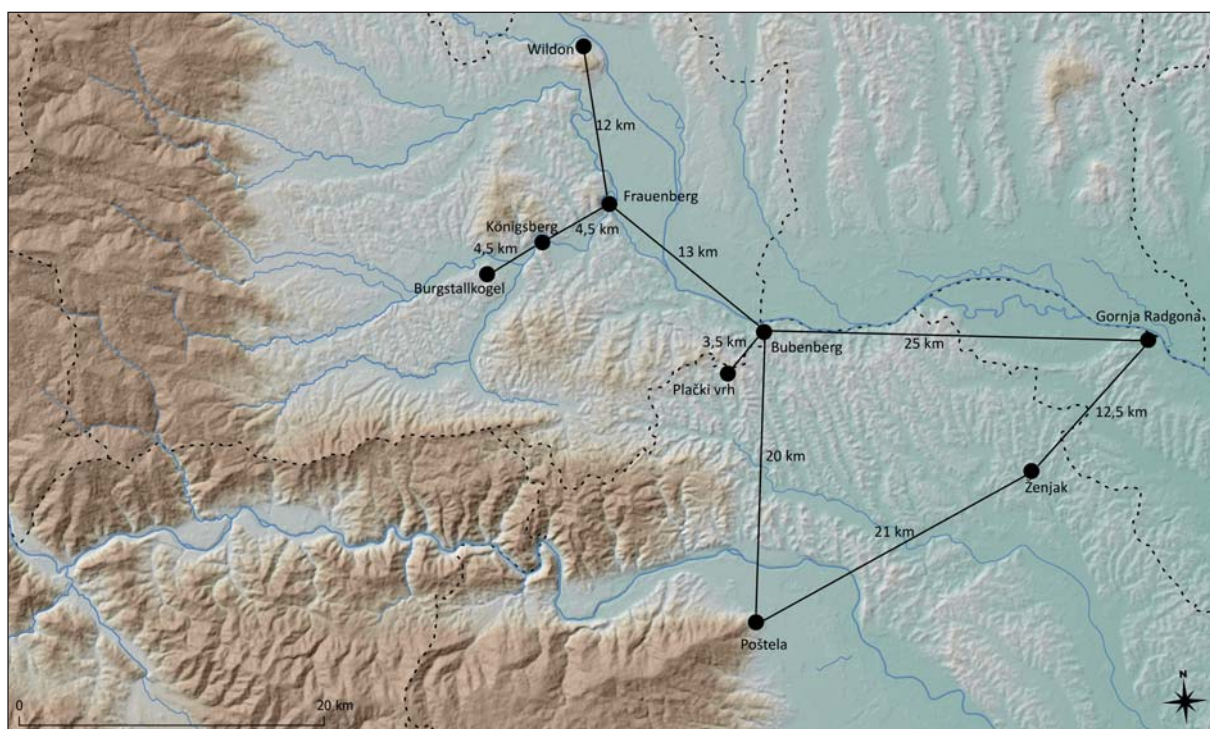 Wildon
12 km
Frauenberg
Königsberg
4,5 km
4,5 km
Burgstallkogel
13 km
Gornja Radgona
3,5 km
Bubenberg
25 km
Plački vrh
12,5 km
20 km
Ženjak
21 km
Poštela
N
0
20 km